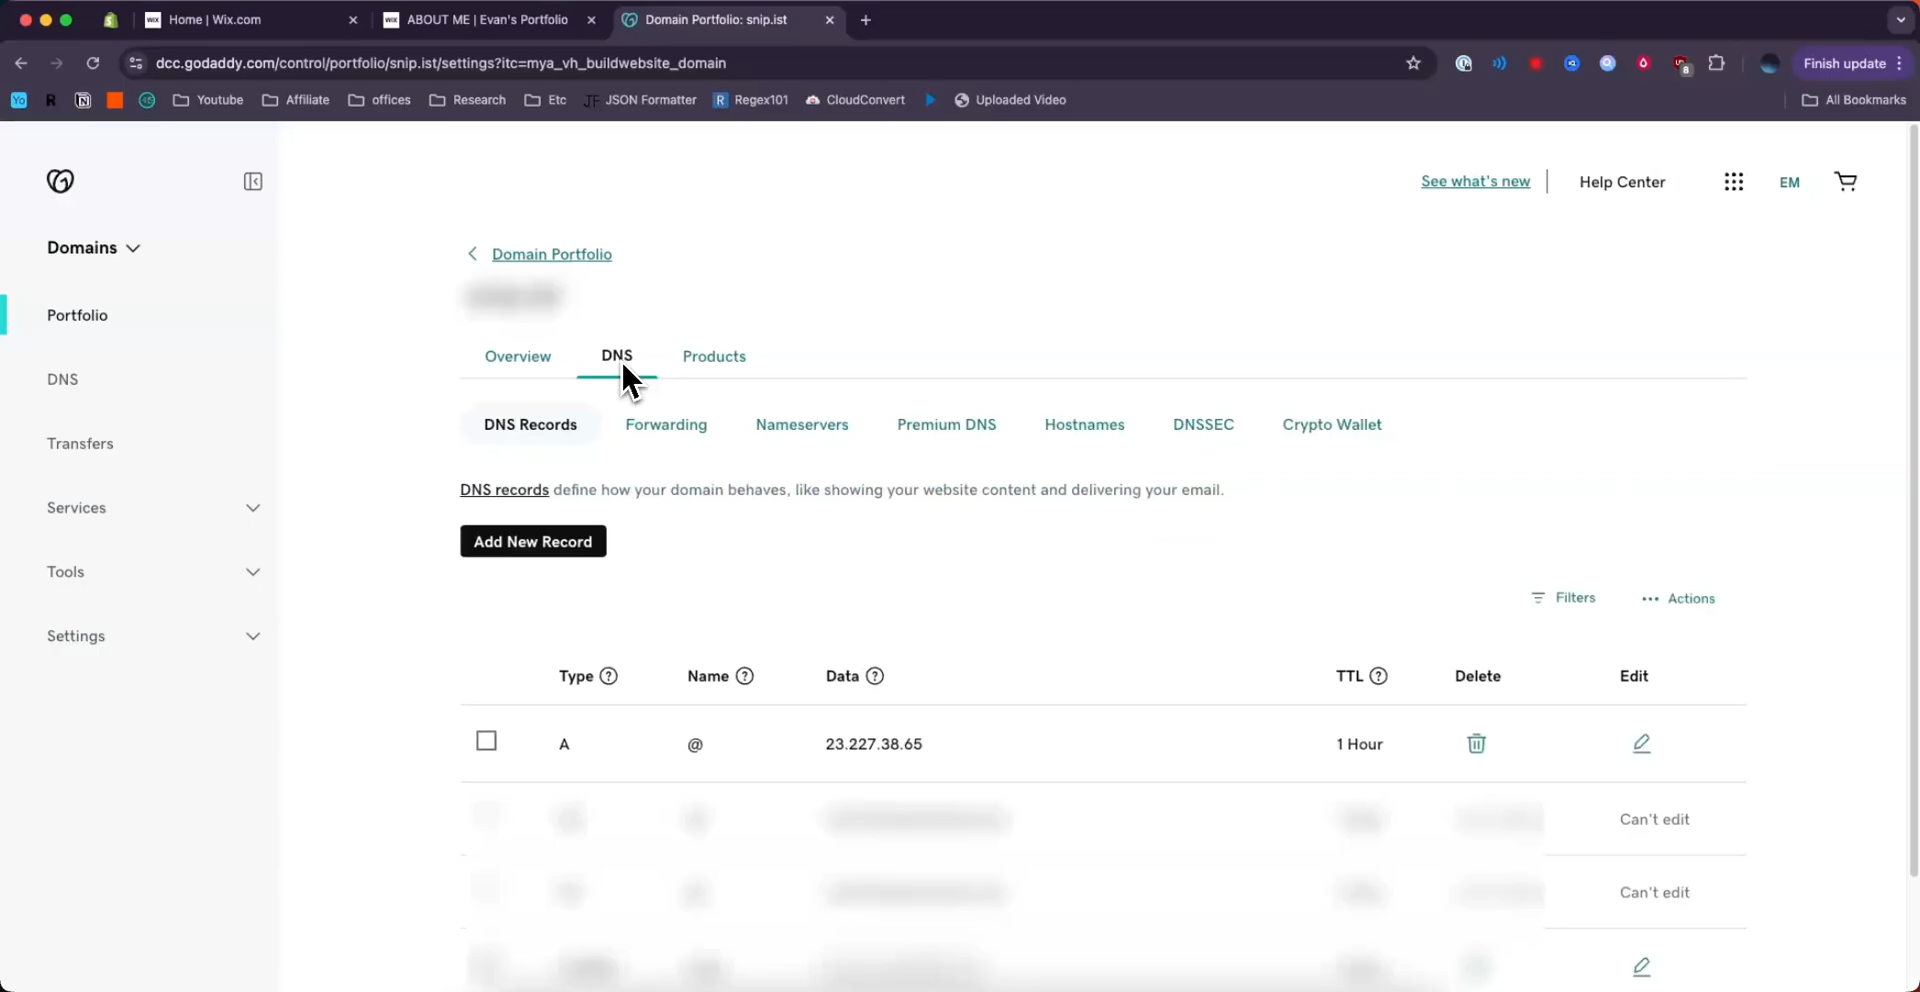 Home | Wix.com
ABOUT ME | Evan's Portfolio
Domain Portfolio: snip.ist
dcc.godaddy.com/control/portfolio/snip.ist/settings?itc=mya_vh_buildwebsite_domain
Finish update
Youtube
Affiliate
offices
Research
Etc
JF JSON Formatter
R Regex101
CloudConvert
Uploaded Video
All Bookmarks
See what's new
Help Center
EM
Domains
Portfolio
DNS
Transfers
Services
Tools
Settings
Domain Portfolio
Overview
DNS
Products
DNS Records
Forwarding
Nameservers
Premium DNS
Hostnames
DNSSEC
Crypto Wallet
DNS records define how your domain behaves, like showing your website content and delivering your email.
Add New Record
Filters
Actions
Type
Name
Data
TTL
Delete
Edit
A
@
23.227.38.65
1 Hour
Can't edit
Can't edit